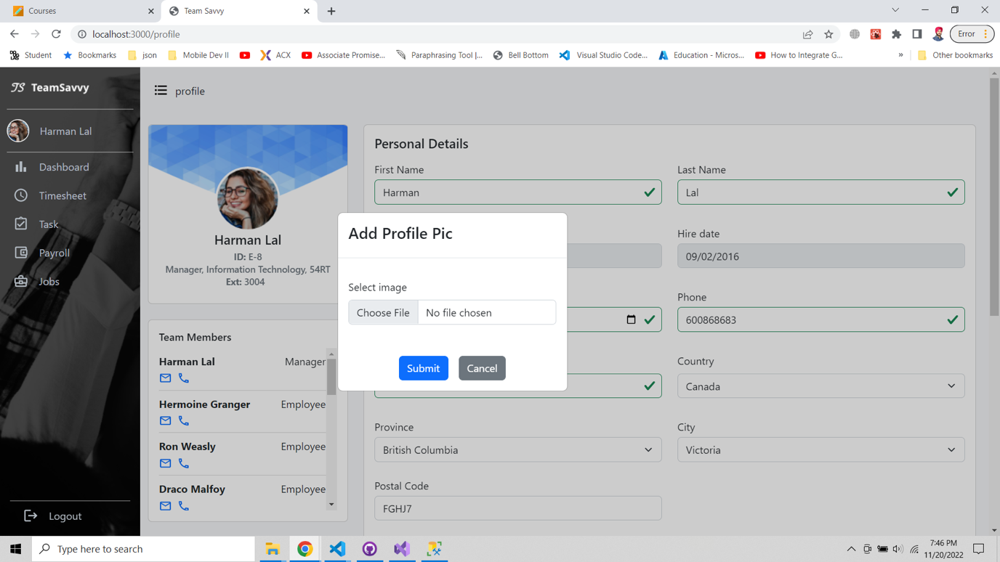 Courses
Team Savvy
localhost:3000/profile
Error
Student
Bookmarks
json
Mobile Dev II
ACX
Associate Promise...
Paraphrasing Tool |...
Bell Bottom
Visual Studio Code...
Education - Micros...
How to Integrate G...
»
Other bookmarks
TS TeamSavvy
Harman Lal
Dashboard
Timesheet
Task
Payroll
Jobs
Logout
profile
Harman Lal
ID: E-8
Manager, Information Technology, 54RT
Ext: 3004
Team Members
Harman Lal Manager
Hermoine Granger Employee
Ron Weasly Employee
Draco Malfoy Employee
Personal Details
First Name
Harman
Last Name
Lal
Hire date
09/02/2016
Phone
600868683
Country
Canada
Province
British Columbia
City
Victoria
Postal Code
FGHJ7
Add Profile Pic
Select image
Choose File No file chosen
Submit Cancel
Type here to search
7:46 PM
11/20/2022